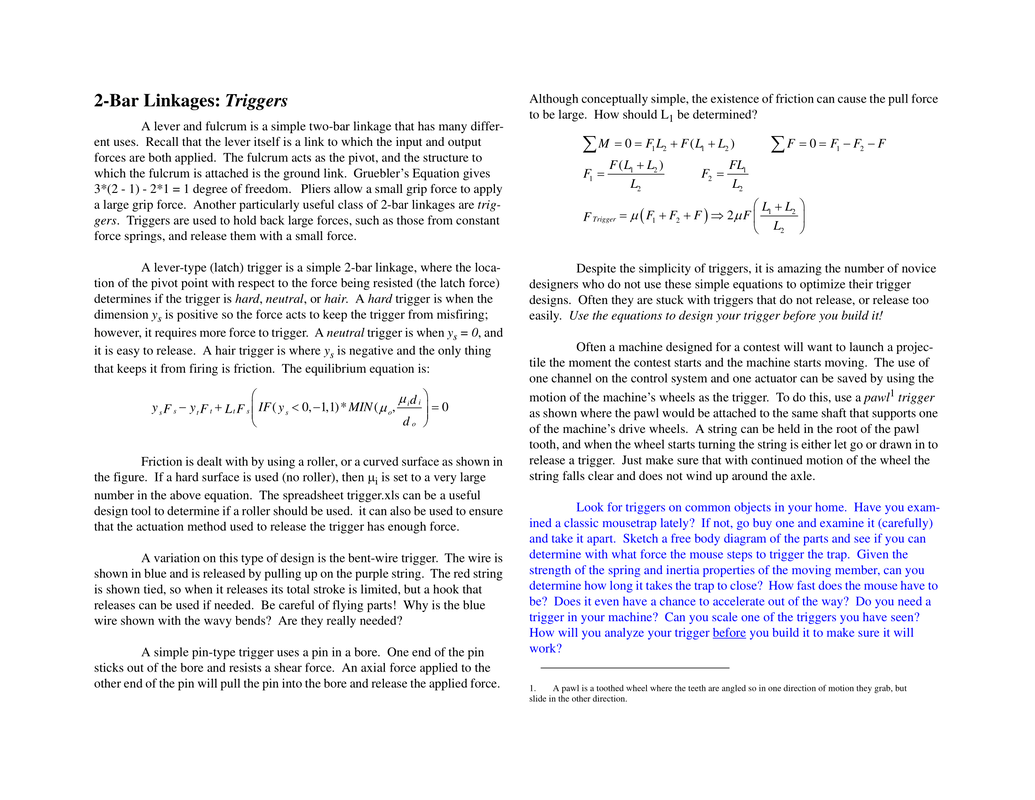 2-Bar Linkages: Triggers
A lever and fulcrum is a simple two-bar linkage that has many differ-
ent uses. Recall that the lever itself is a link to which the input and output
forces are both applied. The fulcrum acts as the pivot, and the structure to
which the fulcrum is attached is the ground link. Gruebler’s Equation gives
3*(2 - 1) - 2*1 = 1 degree of freedom. Pliers allow a small grip force to apply
a large grip force. Another particularly useful class of 2-bar linkages are trig-
gers. Triggers are used to hold back large forces, such as those from constant
force springs, and release them with a small force.
A lever-type (latch) trigger is a simple 2-bar linkage, where the loca-
tion of the pivot point with respect to the force being resisted (the latch force)
determines if the trigger is hard, neutral, or hair. A hard trigger is when the
dimension y_s is positive so the force acts to keep the trigger from misfiring;
however, it requires more force to trigger. A neutral trigger is when y_s = 0, and
it is easy to release. A hair trigger is where y_s is negative and the only thing
that keeps it from firing is friction. The equilibrium equation is:
y_s F_s − y_t F_t + L_t F_s ( IF( y_s < 0, −1,1) * MIN ( μ_o, μ_i d_i / d_o ) = 0
Friction is dealt with by using a roller, or a curved surface as shown in
the figure. If a hard surface is used (no roller), then μ_i is set to a very large
number in the above equation. The spreadsheet trigger.xls can be a useful
design tool to determine if a roller should be used. it can also be used to ensure
that the actuation method used to release the trigger has enough force.
A variation on this type of design is the bent-wire trigger. The wire is
shown in blue and is released by pulling up on the purple string. The red string
is shown tied, so when it releases its total stroke is limited, but a hook that
releases can be used if needed. Be careful of flying parts! Why is the blue
wire shown with the wavy bends? Are they really needed?
A simple pin-type trigger uses a pin in a bore. One end of the pin
sticks out of the bore and resists a shear force. An axial force applied to the
other end of the pin will pull the pin into the bore and release the applied force.
Although conceptually simple, the existence of friction can cause the pull force
to be large. How should L_1 be determined?
∑ M = 0 = F_1 L_2 + F (L_1 + L_2 ) ∑ F = 0 = F_1 − F_2 − F
F_1 = F (L_1 + L_2 ) / L_2 F_2 = FL_1 / L_2
F_Trigger = μ ( F_1 + F_2 + F ) ⇒ 2μF ( (L_1 + L_2) / L_2 )
Despite the simplicity of triggers, it is amazing the number of novice
designers who do not use these simple equations to optimize their trigger
designs. Often they are stuck with triggers that do not release, or release too
easily. Use the equations to design your trigger before you build it!
Often a machine designed for a contest will want to launch a projec-
tile the moment the contest starts and the machine starts moving. The use of
one channel on the control system and one actuator can be saved by using the
motion of the machine’s wheels as the trigger. To do this, use a pawl¹ trigger
as shown where the pawl would be attached to the same shaft that supports one
of the machine’s drive wheels. A string can be held in the root of the pawl
tooth, and when the wheel starts turning the string is either let go or drawn in to
release a trigger. Just make sure that with continued motion of the wheel the
string falls clear and does not wind up around the axle.
Look for triggers on common objects in your home. Have you exam-
ined a classic mousetrap lately? If not, go buy one and examine it (carefully)
and take it apart. Sketch a free body diagram of the parts and see if you can
determine with what force the mouse steps to trigger the trap. Given the
strength of the spring and inertia properties of the moving member, can you
determine how long it takes the trap to close? How fast does the mouse have to
be? Does it even have a chance to accelerate out of the way? Do you need a
trigger in your machine? Can you scale one of the triggers you have seen?
How will you analyze your trigger before you build it to make sure it will
work?
1. A pawl is a toothed wheel where the teeth are angled so in one direction of motion they grab, but
slide in the other direction.